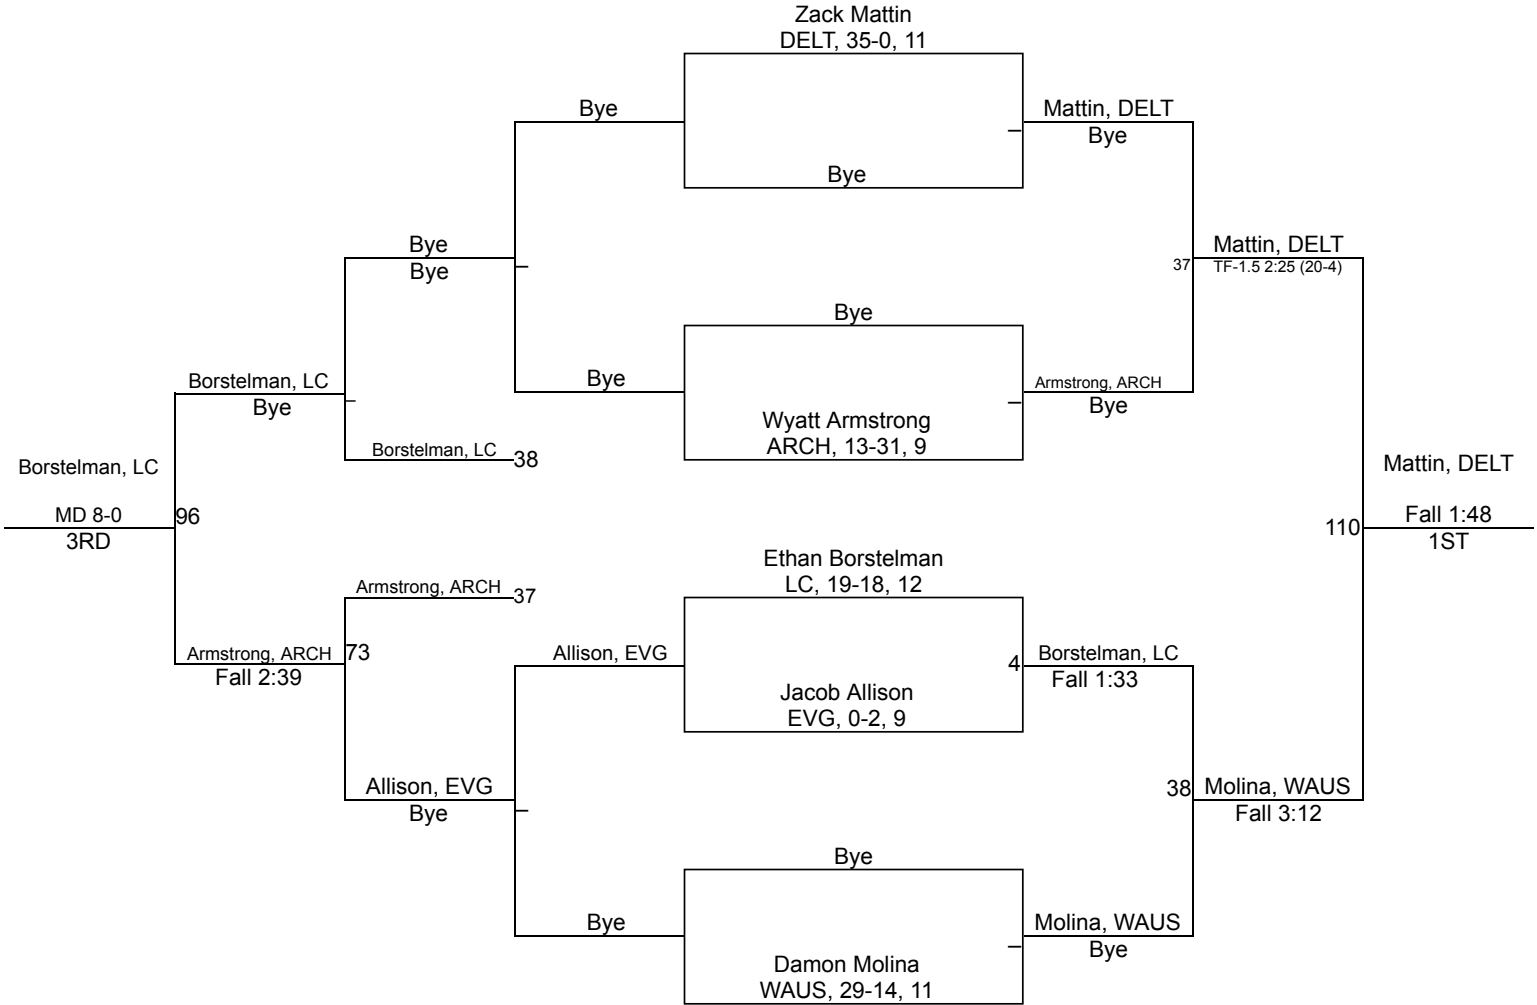 Zack Mattin
DELT, 35-0, 11
Bye
Mattin, DELT
Bye
Bye
Bye
Bye
Mattin, DELT
37
TF-1.5 2:25 (20-4)
Bye
Bye
Armstrong, ARCH
Bye
Borstelman, LC
Bye
Wyatt Armstrong
ARCH, 13-31, 9
Borstelman, LC
38
Borstelman, LC
Mattin, DELT
MD 8-0
96
3RD
110
Fall 1:48
1ST
Ethan Borstelman
LC, 19-18, 12
Armstrong, ARCH
37
Armstrong, ARCH
73
Fall 2:39
Allison, EVG
4
Borstelman, LC
Fall 1:33
Jacob Allison
EVG, 0-2, 9
Allison, EVG
Bye
38
Molina, WAUS
Fall 3:12
Bye
Bye
Molina, WAUS
Bye
Damon Molina
WAUS, 29-14, 11